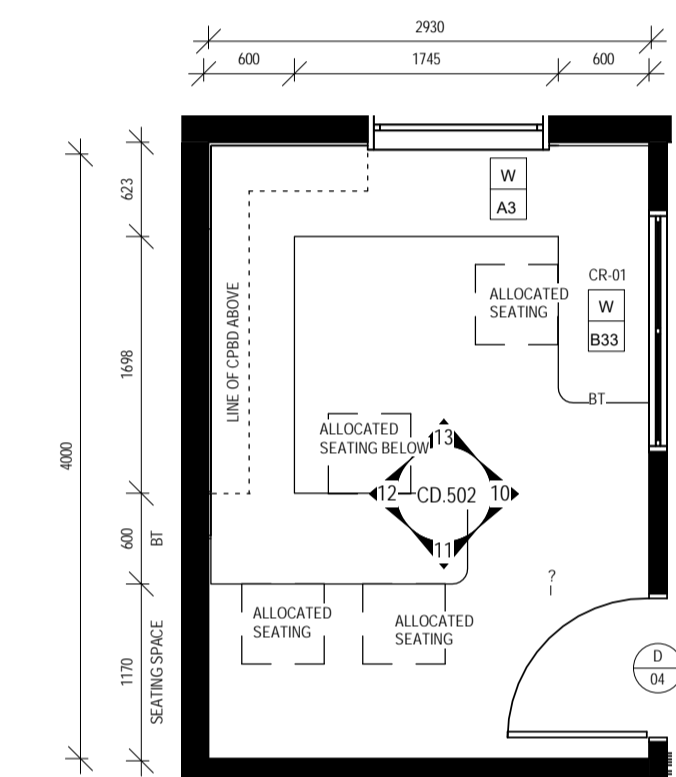 2930
600
1745
600
623
W
A3
CR-01
W
B33
ALLOCATED
SEATING
LINE OF CPBD ABOVE
1698
BT
4000
ALLOCATED
SEATING BELOW
13
12
CD.502
10
11
600
BT
?
ALLOCATED
SEATING
ALLOCATED
SEATING
1170
SEATING SPACE
D
04